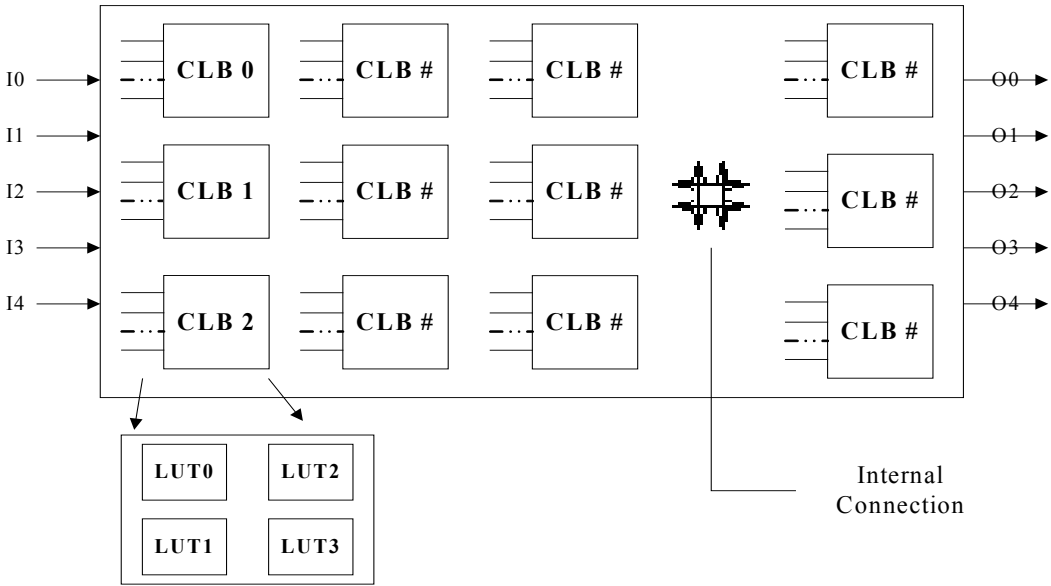 CLB 0 CLB # CLB # CLB #
I0 O0
I1 O1
CLB 1 CLB # CLB # CLB #
I2 O2
I3 O3
I4 O4
CLB 2 CLB # CLB # CLB #
LUT0 LUT2
LUT1 LUT3
Internal
Connection